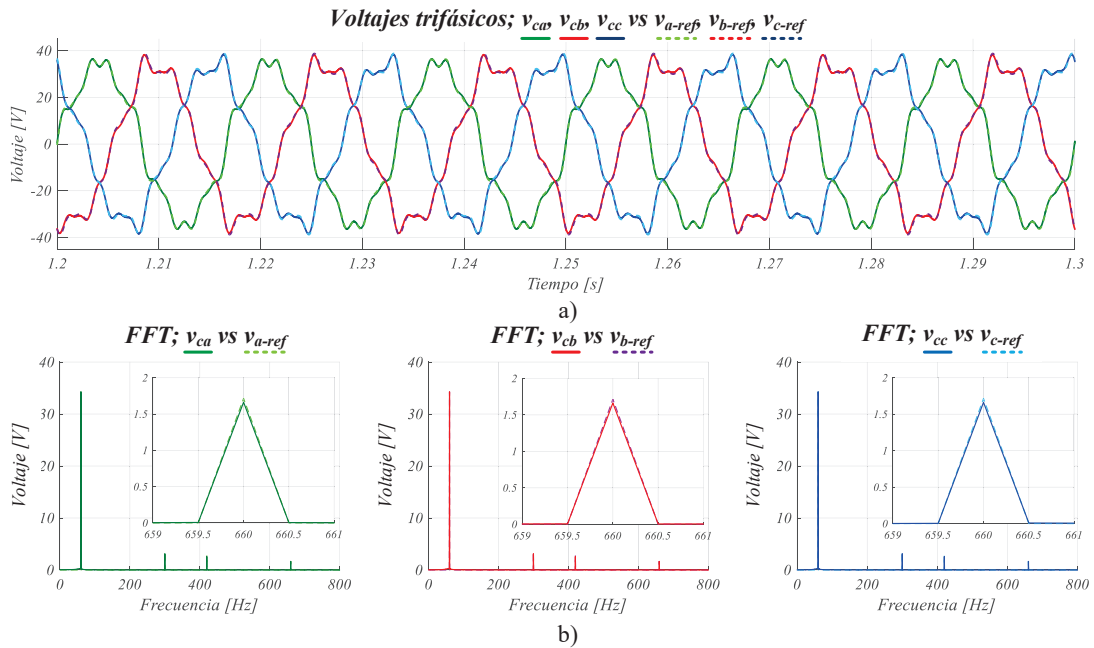 Voltajes trifásicos; vca, vcb, vcc vs va-ref, vb-ref, vc-ref
Voltaje [V]
40
20
0
-20
-40
1.2 1.21 1.22 1.23 1.24 1.25 1.26 1.27 1.28 1.29 1.3
Tiempo [s]
a)
FFT; vca vs va-ref
Voltaje [V]
40
30
20
10
0
0 200 400 600 800
Frecuencia [Hz]
2
1.5
1
0.5
0
659 659.5 660 660.5 661
FFT; vcb vs vb-ref
Voltaje [V]
40
30
20
10
0
0 200 400 600 800
Frecuencia [Hz]
2
1.5
1
0.5
0
659 659.5 660 660.5 661
FFT; vcc vs vc-ref
Voltaje [V]
40
30
20
10
0
0 200 400 600 800
Frecuencia [Hz]
2
1.5
1
0.5
0
659 659.5 660 660.5 661
b)